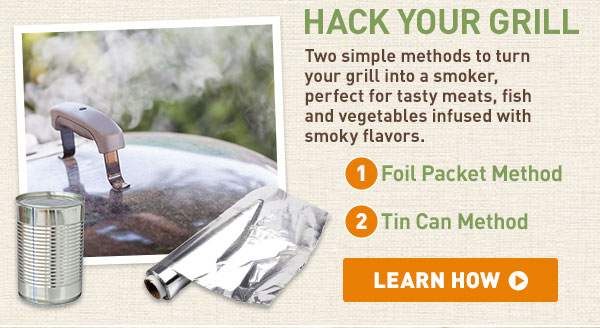 HACK YOUR GRILL
Two simple methods to turn
your grill into a smoker,
perfect for tasty meats, fish
and vegetables infused with
smoky flavors.
1 Foil Packet Method
2 Tin Can Method
LEARN HOW